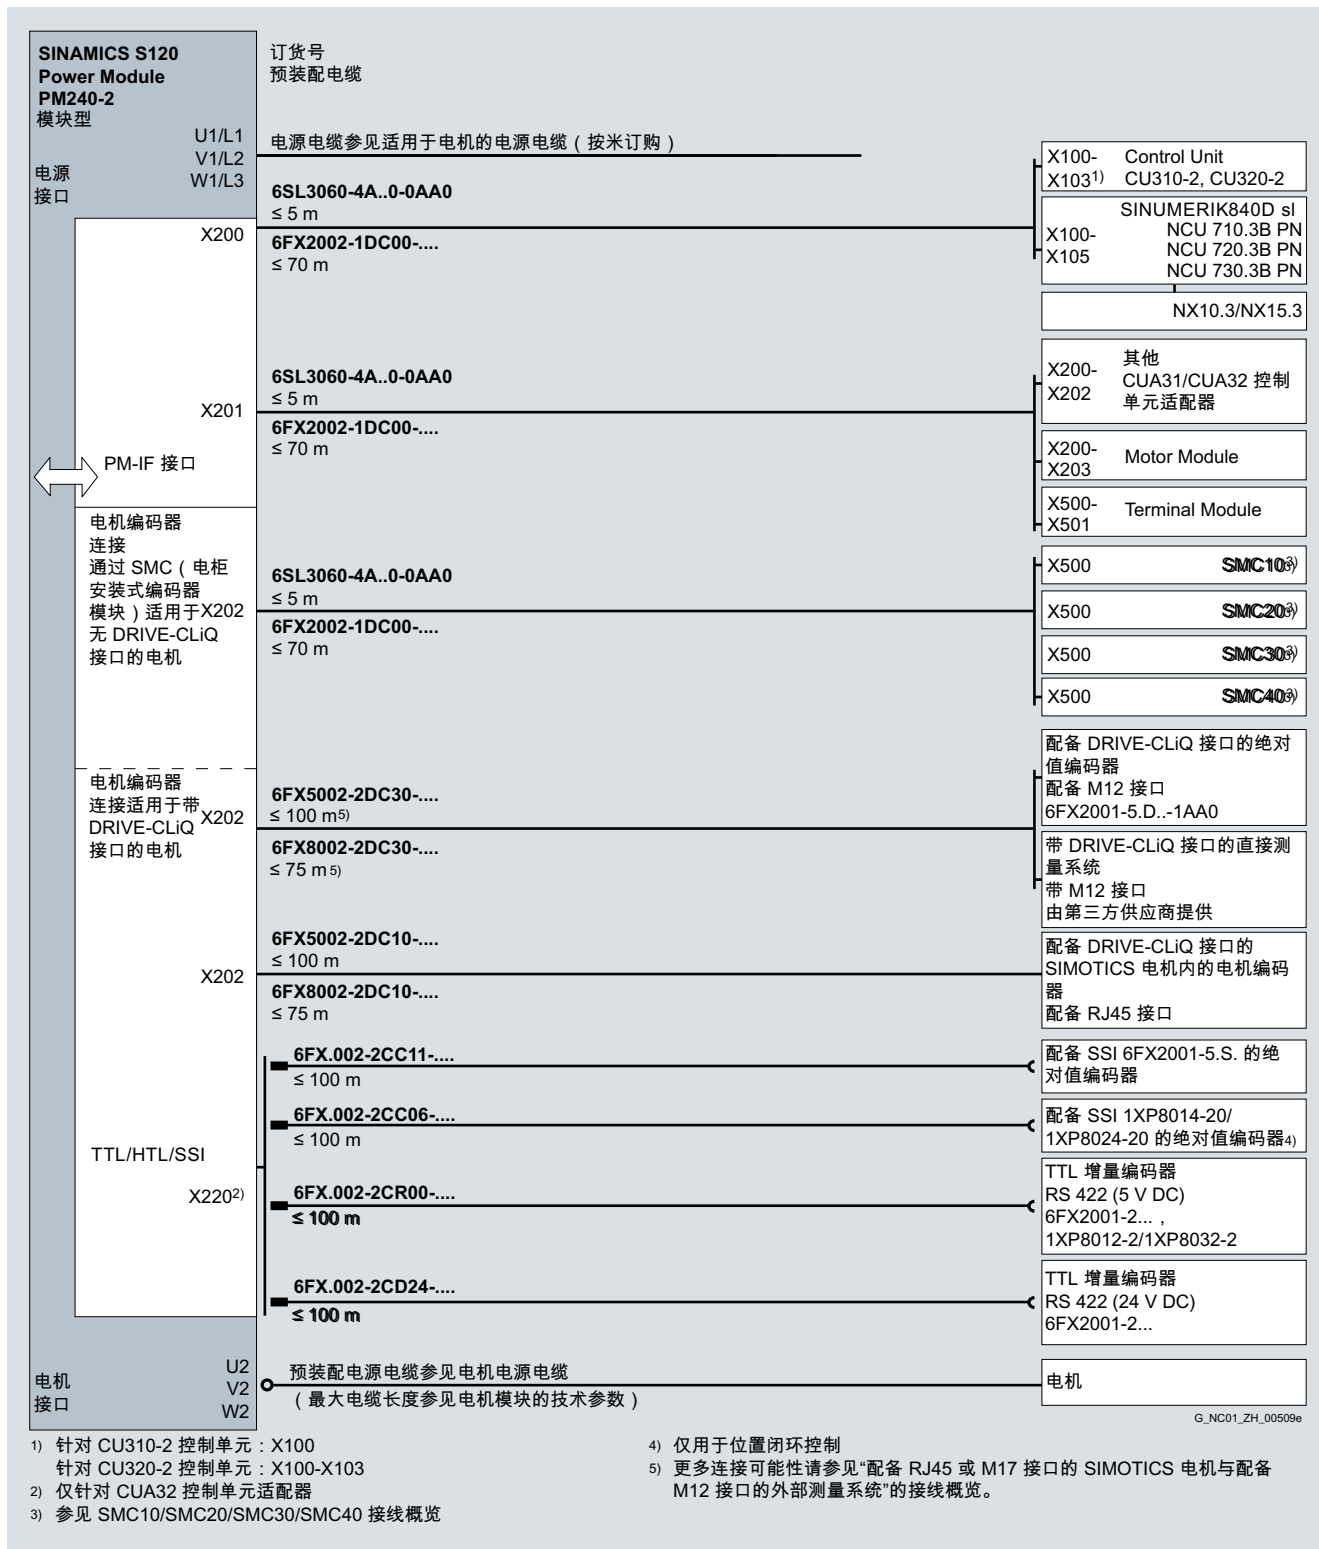 SINAMICS S120
Power Module
PM240-2
模块型
订货号
预装配电缆
U1/L1
V1/L2
W1/L3
电源
接口
电源电缆参见适用于电机的电源电缆（按米订购）
6SL3060-4A..0-0AA0
≤ 5 m
X200
6FX2002-1DC00-....
≤ 70 m
X100-
X1031)
Control Unit
CU310-2, CU320-2
X100-
X105
SINUMERIK840D sl
NCU 710.3B PN
NCU 720.3B PN
NCU 730.3B PN
NX10.3/NX15.3
6SL3060-4A..0-0AA0
≤ 5 m
X201
6FX2002-1DC00-....
≤ 70 m
X200-
X202
其他
CUA31/CUA32 控制
单元适配器
X200-
X203
Motor Module
X500-
X501
Terminal Module
PM-IF 接口
电机编码器
连接
通过 SMC（电柜
安装式编码器
模块）适用于X202
无 DRIVE-CLiQ
接口的电机
6SL3060-4A..0-0AA0
≤ 5 m
6FX2002-1DC00-....
≤ 70 m
X500 SMC103)
X500 SMC203)
X500 SMC303)
X500 SMC403)
电机编码器
连接适用于带
DRIVE-CLiQ
接口的电机
X202
6FX5002-2DC30-....
≤ 100 m5)
6FX8002-2DC30-....
≤ 75 m5)
配备 DRIVE-CLiQ 接口的绝对
值编码器
配备 M12 接口
6FX2001-5.D..-1AA0
带 DRIVE-CLiQ 接口的直接测
量系统
带 M12 接口
由第三方供应商提供
X202
6FX5002-2DC10-....
≤ 100 m
6FX8002-2DC10-....
≤ 75 m
配备 DRIVE-CLiQ 接口的
SIMOTICS 电机内的电机编码
器
配备 RJ45 接口
TTL/HTL/SSI
X2202)
6FX.002-2CC11-....
≤ 100 m
配备 SSI 6FX2001-5.S. 的绝
对值编码器
6FX.002-2CC06-....
≤ 100 m
配备 SSI 1XP8014-20/
1XP8024-20 的绝对值编码器4)
6FX.002-2CR00-....
≤ 100 m
TTL 增量编码器
RS 422 (5 V DC)
6FX2001-2... ,
1XP8012-2/1XP8032-2
6FX.002-2CD24-....
≤ 100 m
TTL 增量编码器
RS 422 (24 V DC)
6FX2001-2...
电机
接口
U2
V2
W2
预装配电源电缆参见电机电源电缆
（最大电缆长度参见电机模块的技术参数）
电机
G_NC01_ZH_00509e
1) 针对 CU310-2 控制单元：X100
针对 CU320-2 控制单元：X100-X103
2) 仅针对 CUA32 控制单元适配器
3) 参见 SMC10/SMC20/SMC30/SMC40 接线概览
4) 仅用于位置闭环控制
5) 更多连接可能性请参见“配备 RJ45 或 M17 接口的 SIMOTICS 电机与配备
M12 接口的外部测量系统”的接线概览。